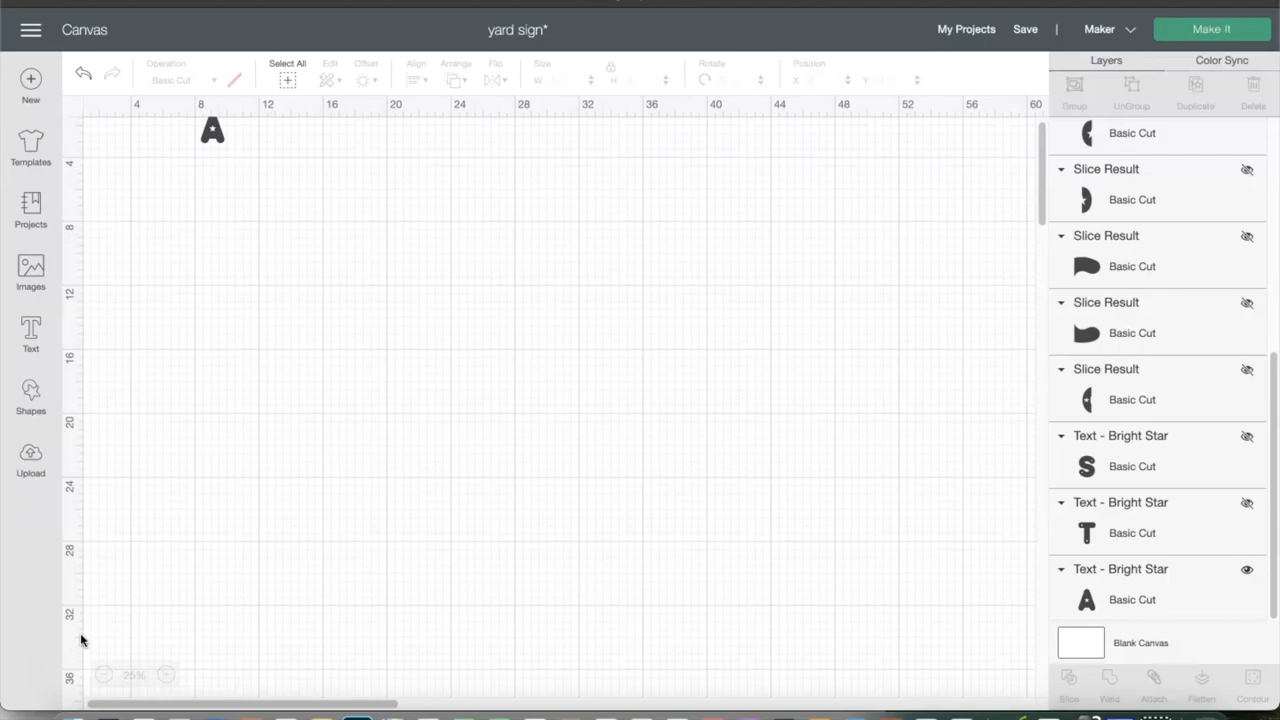 Canvas
yard sign*
My Projects Save | Maker Make It
New
Templates
Projects
Images
Text
Shapes
Upload
Operation Select All Edit Offset Align Arrange Flip Size Rotate Position
Basic Cut W H X Y
4 8 12 16 20 24 28 32 36 40 44 48 52 56 60
4
8
12
16
20
24
28
32
36
A
25%
Layers Color Sync
Group UnGroup Duplicate Delete
Basic Cut
Slice Result
Basic Cut
Slice Result
Basic Cut
Slice Result
Basic Cut
Slice Result
Basic Cut
Text - Bright Star
S Basic Cut
Text - Bright Star
T Basic Cut
Text - Bright Star
A Basic Cut
Blank Canvas
Slice Weld Attach Flatten Contour